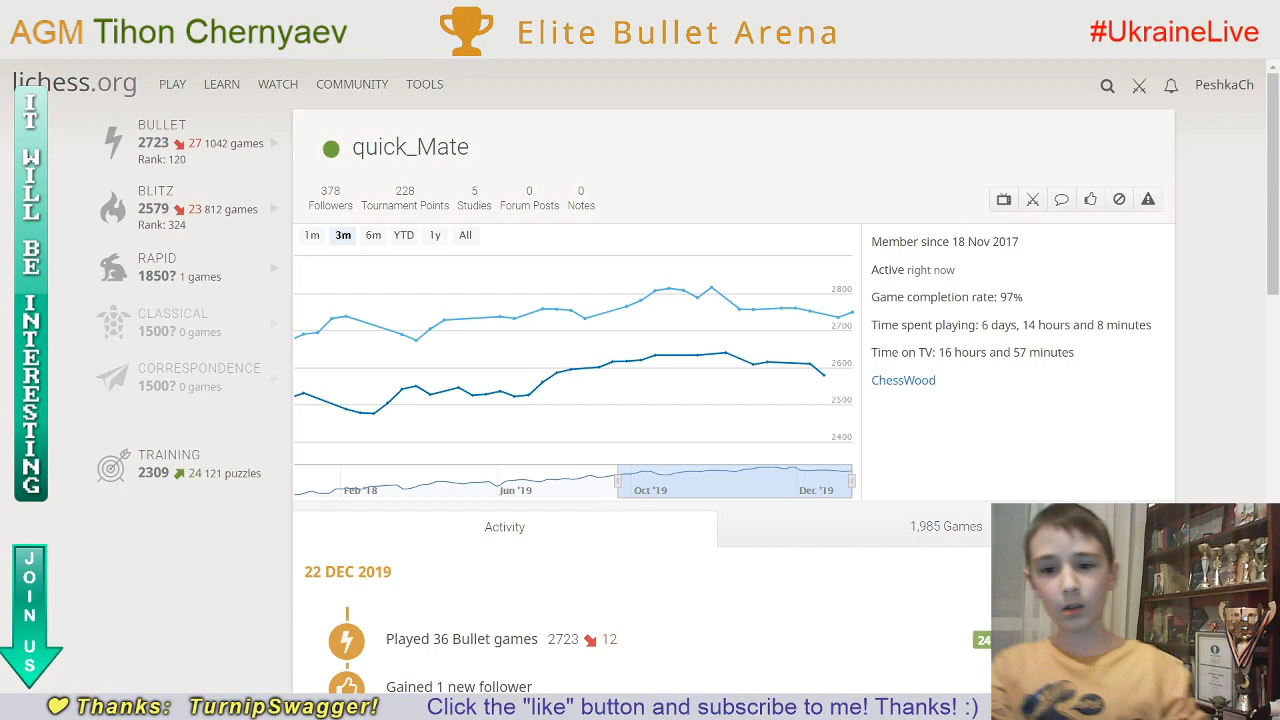 AGM Tihon Chernyaev
Elite Bullet Arena
#UkraineLive
lichess.org
PLAY LEARN WATCH COMMUNITY TOOLS
PeshkaCh
IT WILL BE INTERESTING
JOIN US
BULLET
2723 27 1042 games
Rank: 120
BLITZ
2579 23 812 games
Rank: 324
RAPID
1850? 1 games
CLASSICAL
1500? 0 games
CORRESPONDENCE
1500? 0 games
TRAINING
2309 24 121 puzzles
quick_Mate
378 228 5 0 0
Followers Tournament Points Studies Forum Posts Notes
1m 3m 6m YTD 1y All
2800
2700
2600
2500
2400
Feb '18 Jun '19 Oct '19 Dec '19
Member since 18 Nov 2017
Active right now
Game completion rate: 97%
Time spent playing: 6 days, 14 hours and 8 minutes
Time on TV: 16 hours and 57 minutes
ChessWood
Activity 1,985 Games
22 DEC 2019
Played 36 Bullet games 2723 12
24
Gained 1 new follower
Thanks: TurnipSwagger!
Click the "like" button and subscribe to me! Thanks! :)